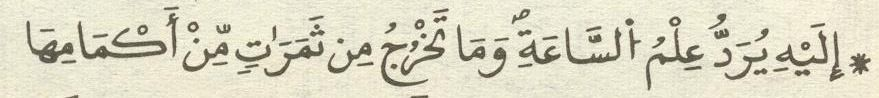 * إِلَيْهِ يُرَدُّ عِلْمُ ٱلسَّاعَةِۚ وَمَا تَخْرُجُ مِن ثَمَرَٰتٍ مِّنْ أَكْمَامِهَا